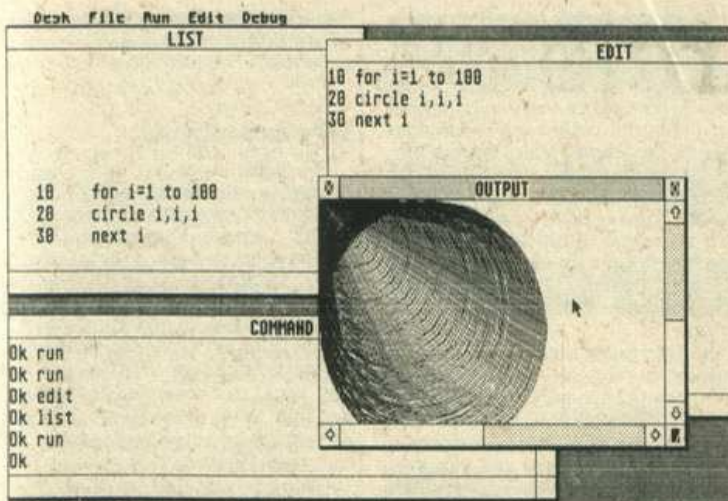 Desk File Run Edit Debug
LIST
10 for i=1 to 100
20 circle i,i,i
30 next i
EDIT
10 for i=1 to 100
20 circle i,i,i
30 next i
OUTPUT
COMMAND
Ok run
Ok run
Ok edit
Ok list
Ok run
Ok